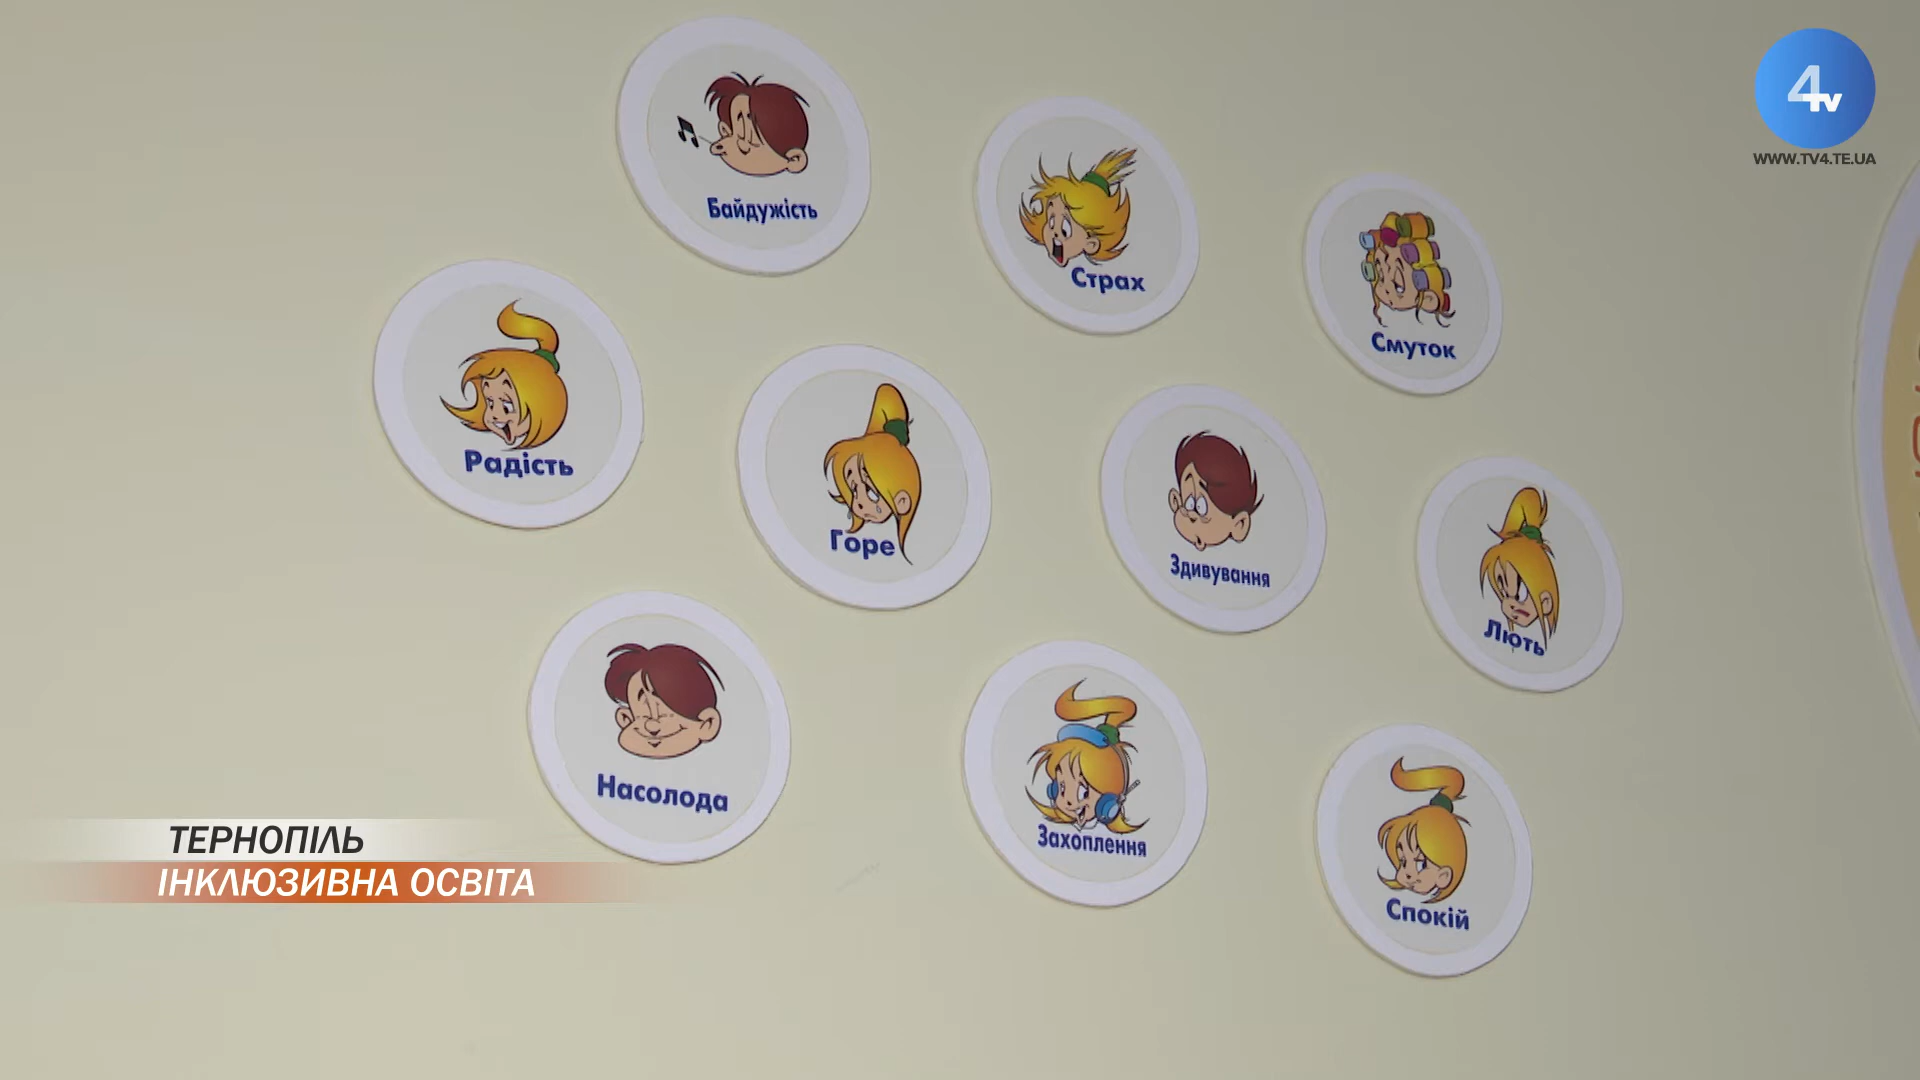 4tv
WWW.TV4.TE.UA
Байдужість
Страх
Смуток
Радість
Горе
Здивування
Лють
Насолода
Захоплення
Спокій
ТЕРНОПІЛЬ
ІНКЛЮЗИВНА ОСВІТА